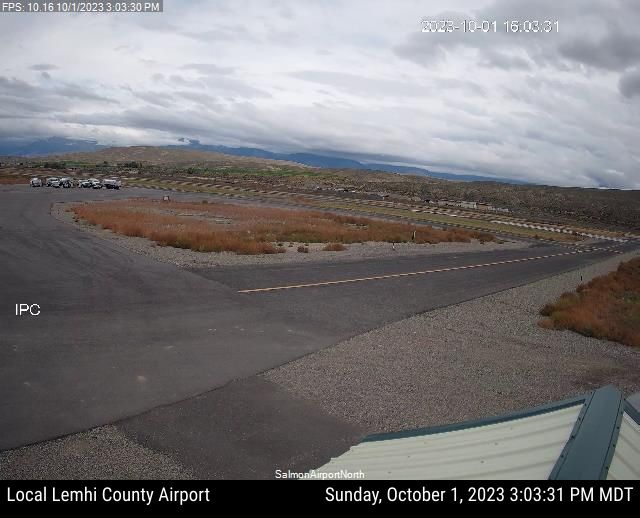 FPS: 10.16 10/1/2023 3:03:30 PM
2023-10-01 15:03:31
IPC
SalmonAirportNorth
Local Lemhi County Airport Sunday, October 1, 2023 3:03:31 PM MDT